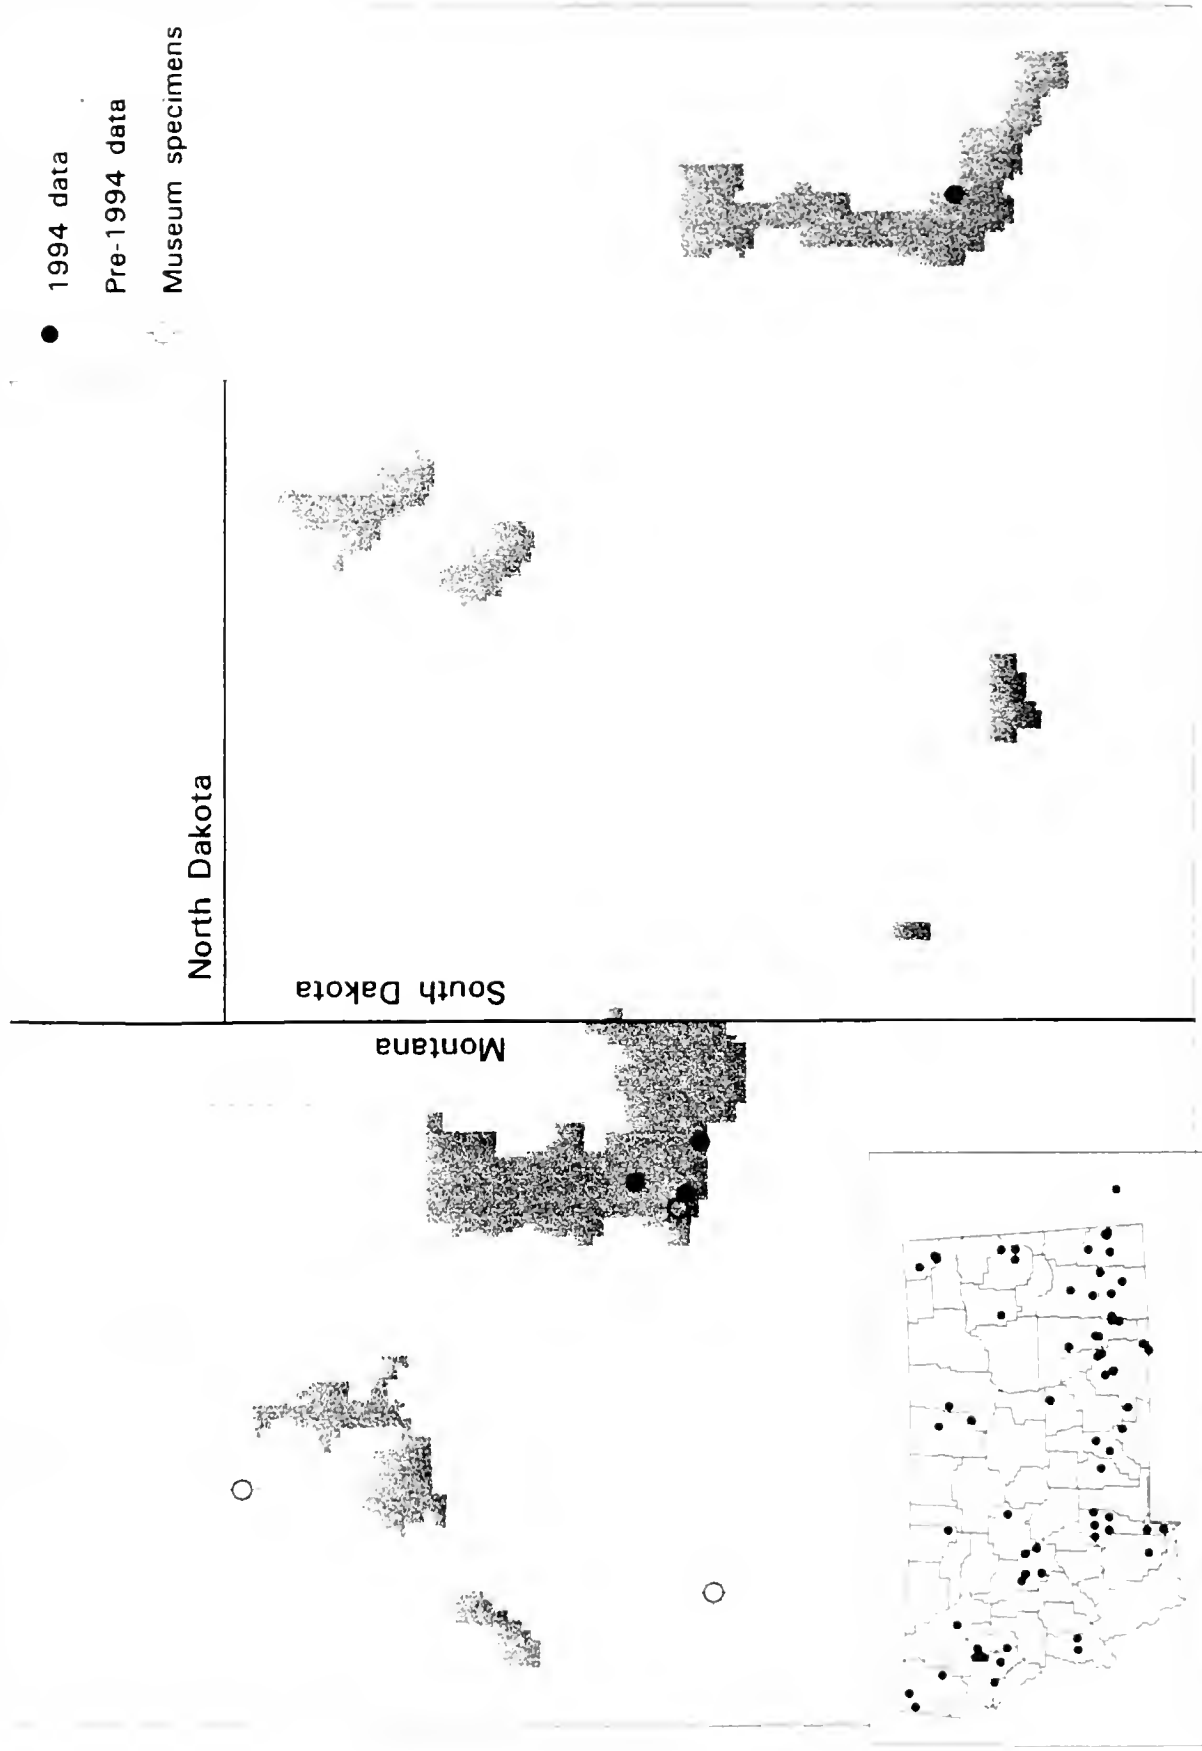 1994 data
Pre-1994 data
Museum specimens
North Dakota
South Dakota
Montana